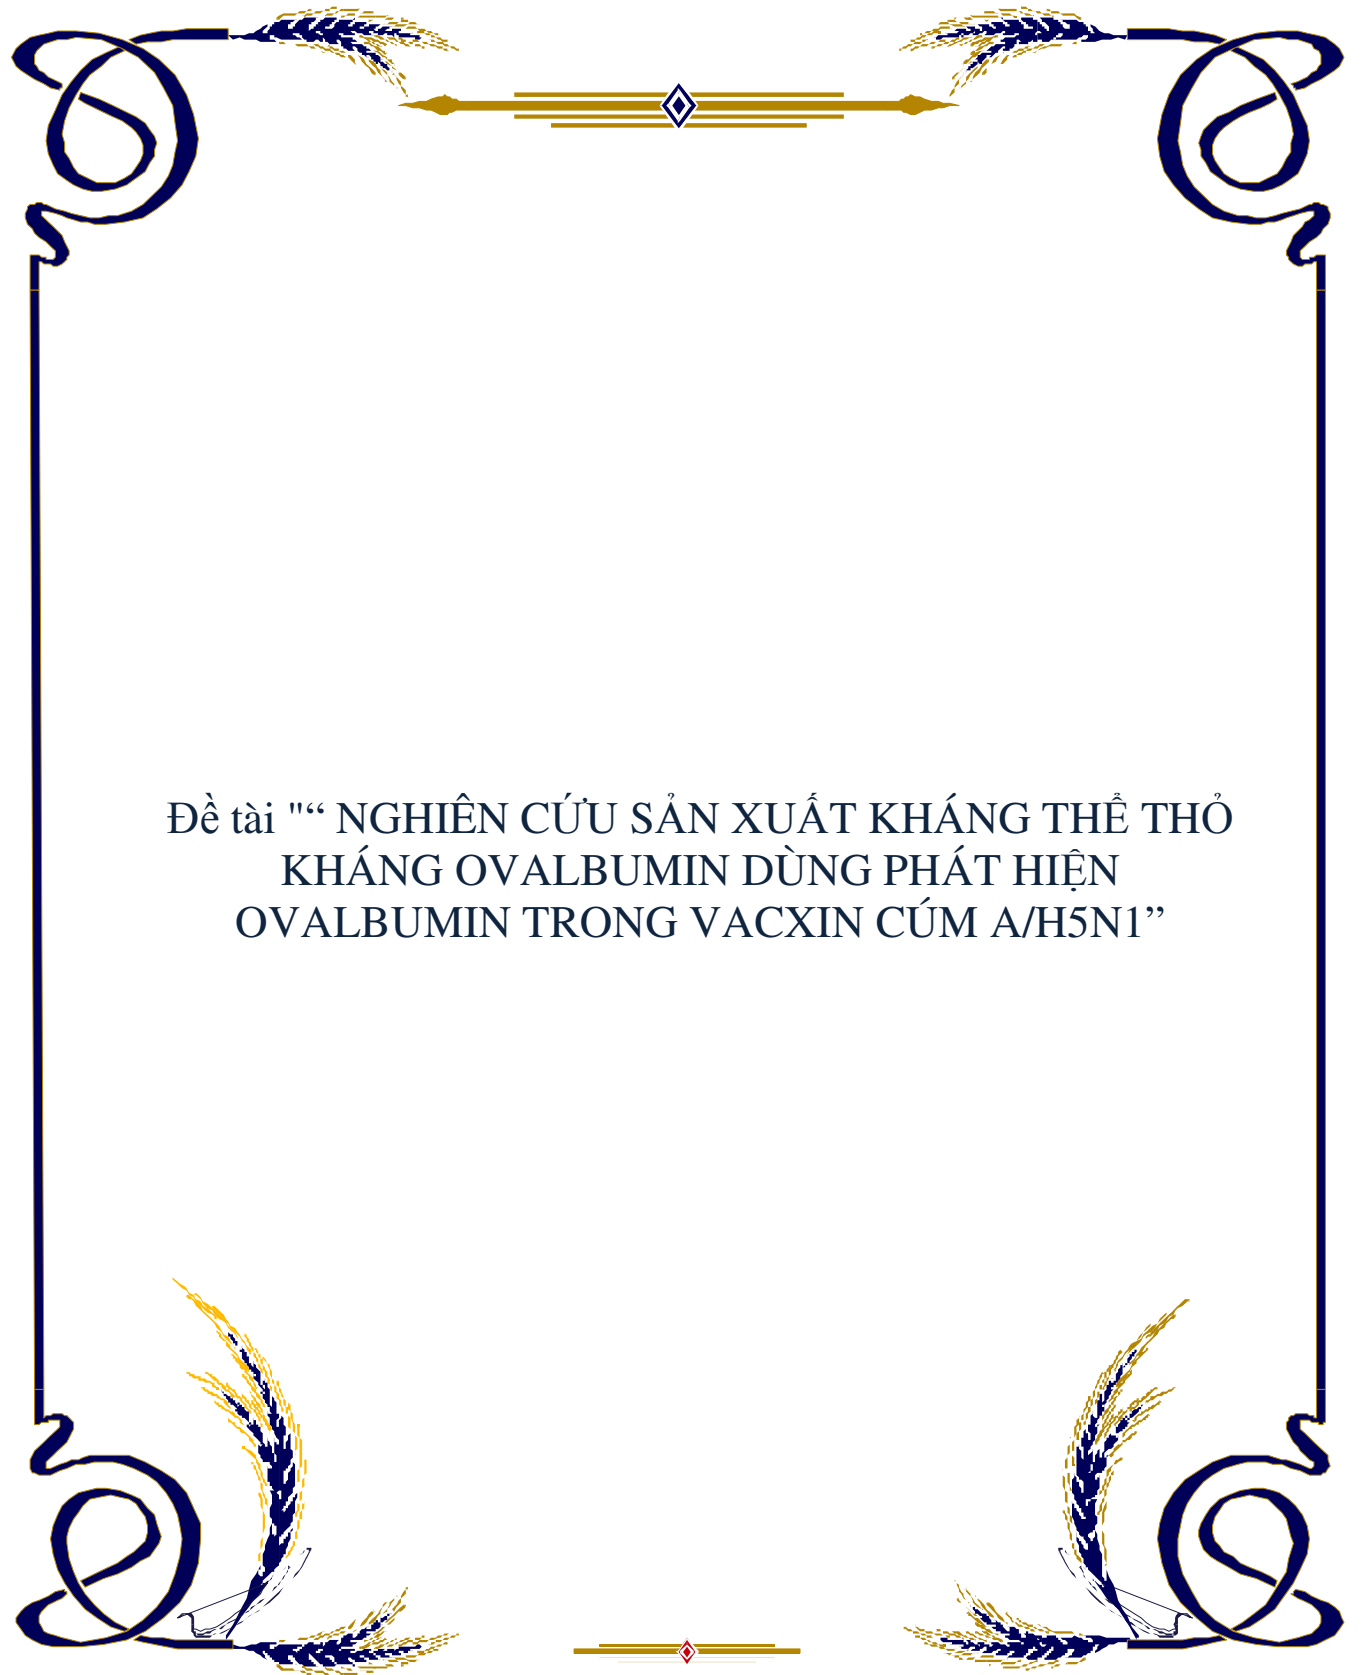 Đề tài "“ NGHIÊN CỨU SẢN XUẤT KHÁNG THỂ THỎ
KHÁNG OVALBUMIN DÙNG PHÁT HIỆN
OVALBUMIN TRONG VACXIN CÚM A/H5N1”